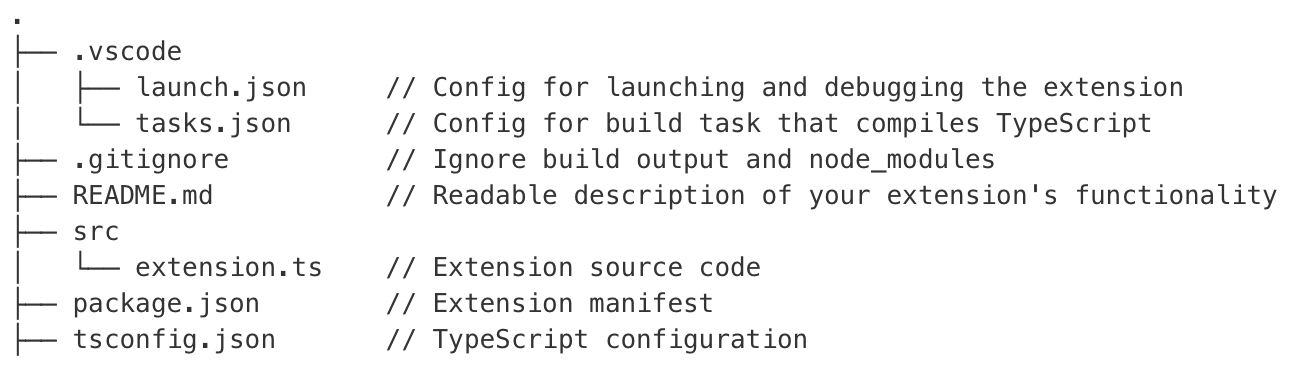 .
├── .vscode
│   ├── launch.json     // Config for launching and debugging the extension
│   └── tasks.json      // Config for build task that compiles TypeScript
├── .gitignore          // Ignore build output and node_modules
├── README.md           // Readable description of your extension's functionality
├── src
│   └── extension.ts    // Extension source code
├── package.json        // Extension manifest
├── tsconfig.json       // TypeScript configuration